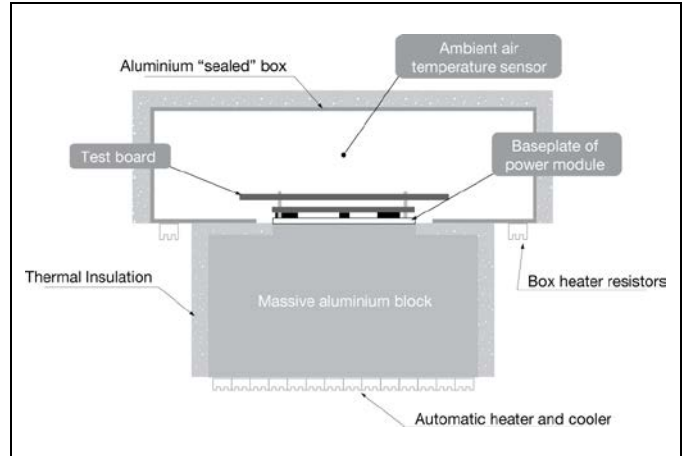 Ambient air
temperature sensor
Aluminium “sealed” box
Test board
Baseplate of
power module
Thermal Insulation
Massive aluminium block
Box heater resistors
Automatic heater and cooler